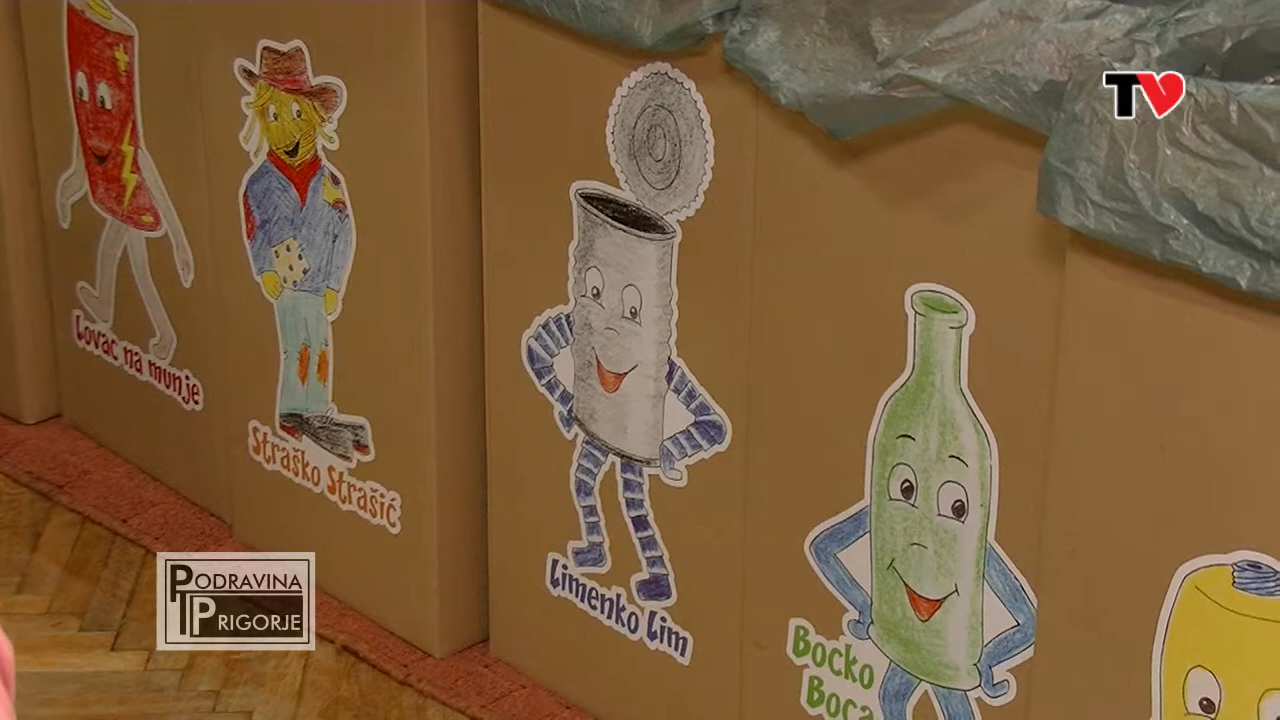 TV
Lovac na munje
Straško Strašić
Limenko Lim
Bocko
Boca
PODRAVINA
PRIGORJE